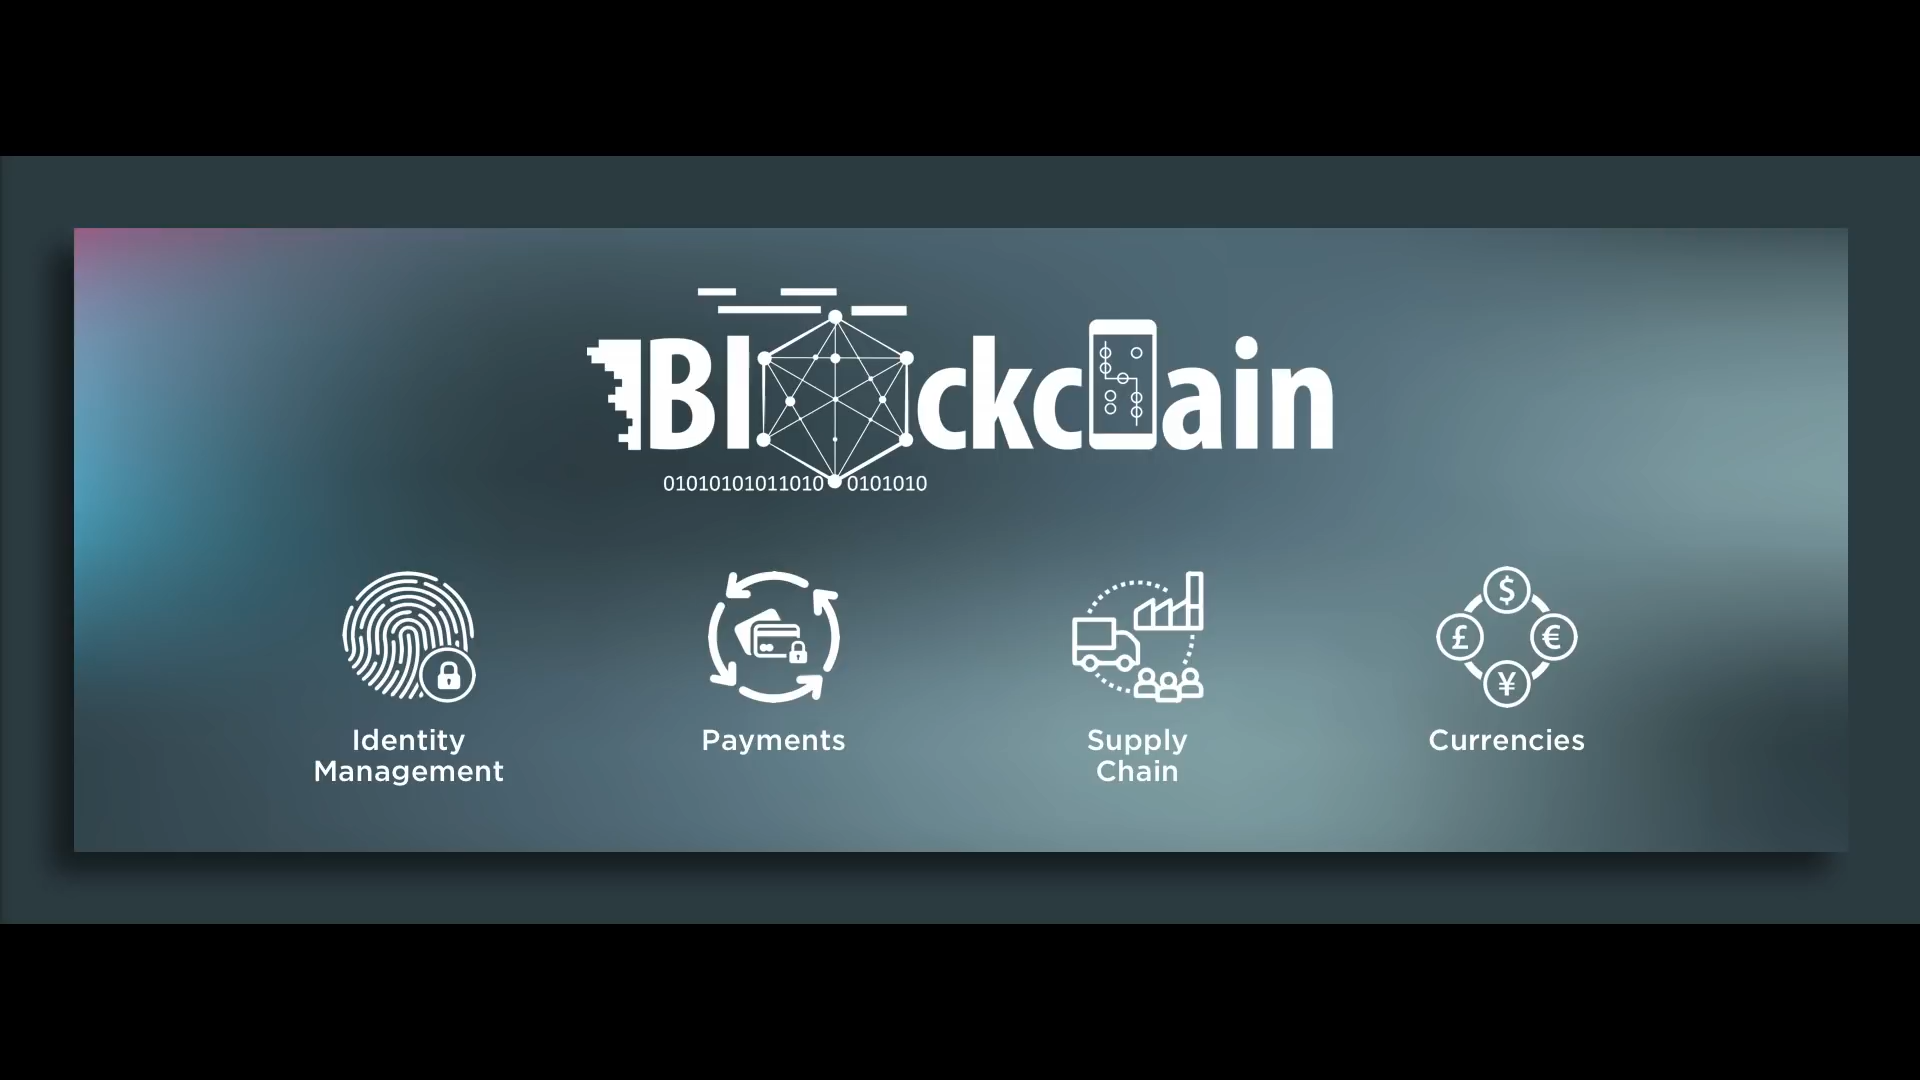 Blockchain
01010101011010 0101010
Identity
Management
Payments
Supply
Chain
Currencies
$
£
€
¥